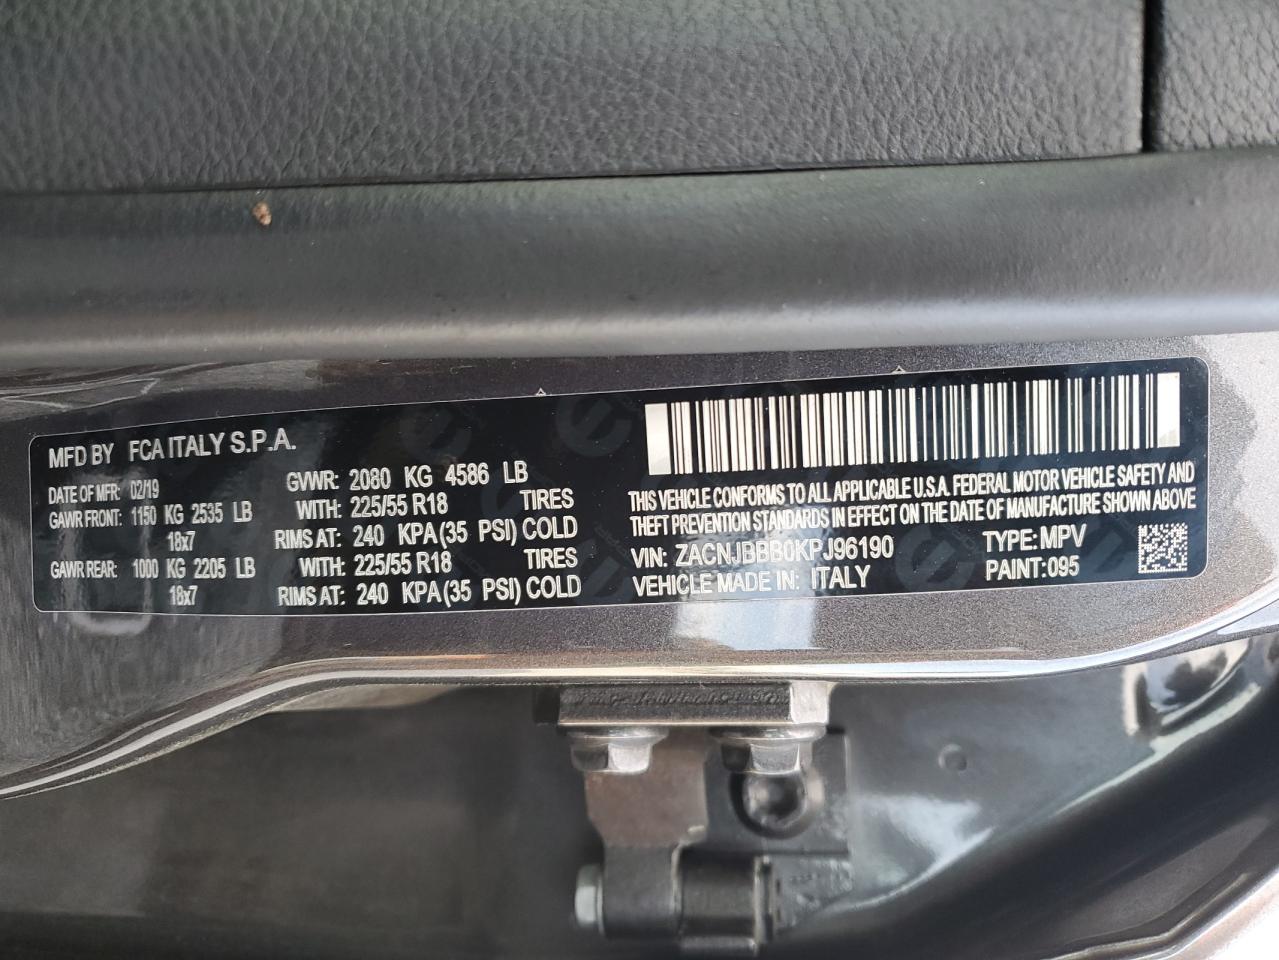 MFD BY FCA ITALY S.P.A.
DATE OF MFR: 02/19 GVWR: 2080 KG 4586 LB
GAWR FRONT: 1150 KG 2535 LB WITH: 225/55 R18 TIRES
18x7 RIMS AT: 240 KPA(35 PSI) COLD
GAWR REAR: 1000 KG 2205 LB WITH: 225/55 R18 TIRES
18x7 RIMS AT: 240 KPA(35 PSI) COLD
THIS VEHICLE CONFORMS TO ALL APPLICABLE U.S.A. FEDERAL MOTOR VEHICLE SAFETY AND
THEFT PREVENTION STANDARDS IN EFFECT ON THE DATE OF MANUFACTURE SHOWN ABOVE
VIN: ZACNJBBB0KPJ96190 TYPE: MPV
VEHICLE MADE IN: ITALY PAINT: 095